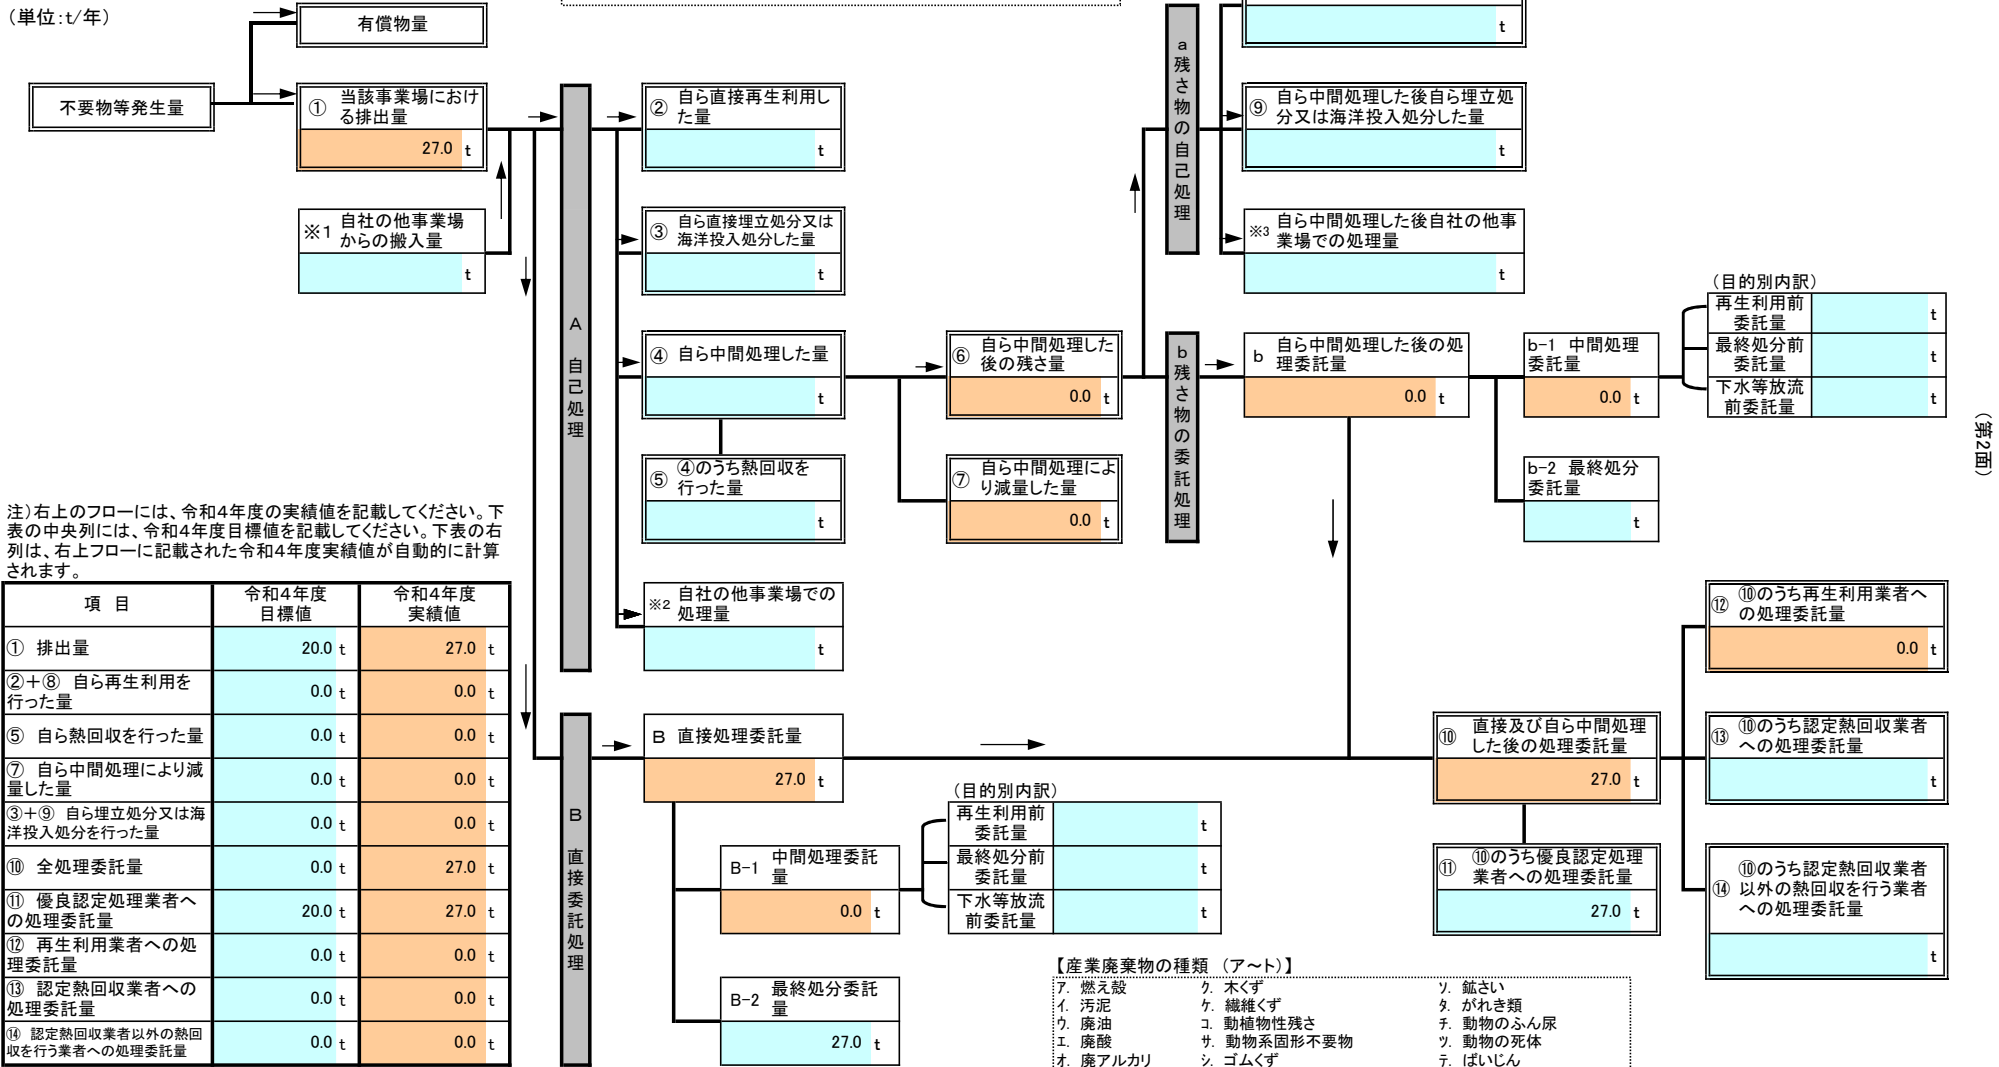 （単位：t/年）
有償物量
不要物等発生量
① 当該事業場におけ
る排出量
27.0 t
※1 自社の他事業場
からの搬入量
t
A 自己処理
② 自ら直接再生利用し
た量
t
③ 自ら直接埋立処分又は
海洋投入処分した量
t
④ 自ら中間処理した量
t
⑤ ④のうち熱回収を
行った量
t
※2 自社の他事業場での
処理量
t
⑥ 自ら中間処理した
後の残さ量
0.0 t
⑦ 自ら中間処理によ
り減量した量
0.0 t
a 残さ物の自己処理
t
⑨ 自ら中間処理した後自ら埋立処
分又は海洋投入処分した量
t
※3 自ら中間処理した後自社の他事
業場での処理量
t
b 残さ物の委託処理
b 自ら中間処理した後の処
理委託量
0.0 t
b-1 中間処理
委託量
0.0 t
b-2 最終処分
委託量
t
（目的別内訳）
再生利用前
委託量
t
最終処分前
委託量
t
下水等放流
前委託量
t
（第2面）
注）右上のフローには、令和4年度の実績値を記載してください。下
表の中央列には、令和4年度目標値を記載してください。下表の右
列は、右上フローに記載された令和4年度実績値が自動的に計算
されます。
項 目
令和4年度
目標値
令和4年度
実績値
① 排出量
20.0 t
27.0 t
②＋⑧ 自ら再生利用を
行った量
0.0 t
0.0 t
⑤ 自ら熱回収を行った量
0.0 t
0.0 t
⑦ 自ら中間処理により減
量した量
0.0 t
0.0 t
③＋⑨ 自ら埋立処分又は海
洋投入処分を行った量
0.0 t
0.0 t
⑩ 全処理委託量
0.0 t
27.0 t
⑪ 優良認定処理業者へ
の処理委託量
20.0 t
27.0 t
⑫ 再生利用業者への処
理委託量
0.0 t
0.0 t
⑬ 認定熱回収業者への
処理委託量
0.0 t
0.0 t
⑭ 認定熱回収業者以外の熱回
収を行う業者への処理委託量
0.0 t
0.0 t
B 直接委託処理
B 直接処理委託量
27.0 t
B-1 中間処理委託
量
0.0 t
B-2 最終処分委託
量
27.0 t
（目的別内訳）
再生利用前
委託量
t
最終処分前
委託量
t
下水等放流
前委託量
t
⑩ 直接及び自ら中間処理
した後の処理委託量
27.0 t
⑪ ⑩のうち優良認定処理
業者への処理委託量
27.0 t
⑫ ⑩のうち再生利用業者へ
の処理委託量
0.0 t
⑬ ⑩のうち認定熱回収業者
への処理委託量
t
⑭ ⑩のうち認定熱回収業者
以外の熱回収を行う業者
への処理委託量
t
【産業廃棄物の種類 （ア～ト）】
ア. 燃え殻 ク. 木くず ソ. 鉱さい
イ. 汚泥 ケ. 繊維くず タ. がれき類
ウ. 廃油 コ. 動植物性残さ チ. 動物のふん尿
エ. 廃酸 サ. 動物系固形不要物 ツ. 動物の死体
オ. 廃アルカリ シ. ゴムくず テ. ばいじん